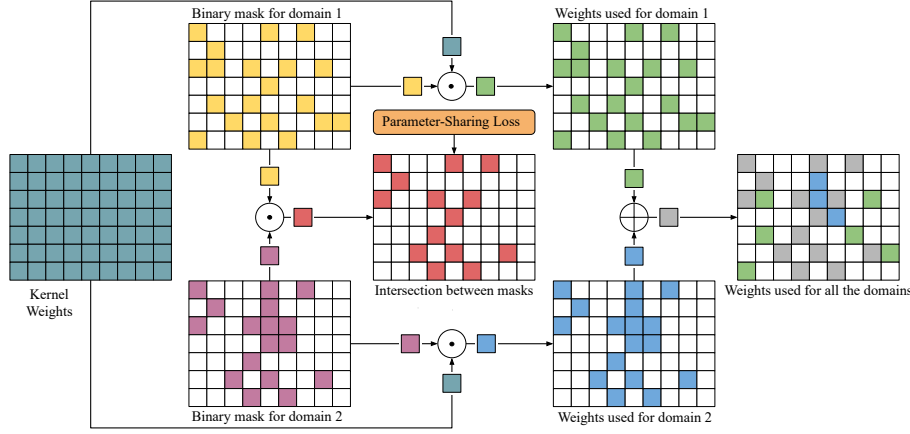 Binary mask for domain 1
Weights used for domain 1
Parameter-Sharing Loss
Kernel
Weights
Intersection between masks
Weights used for all the domains
Binary mask for domain 2
Weights used for domain 2